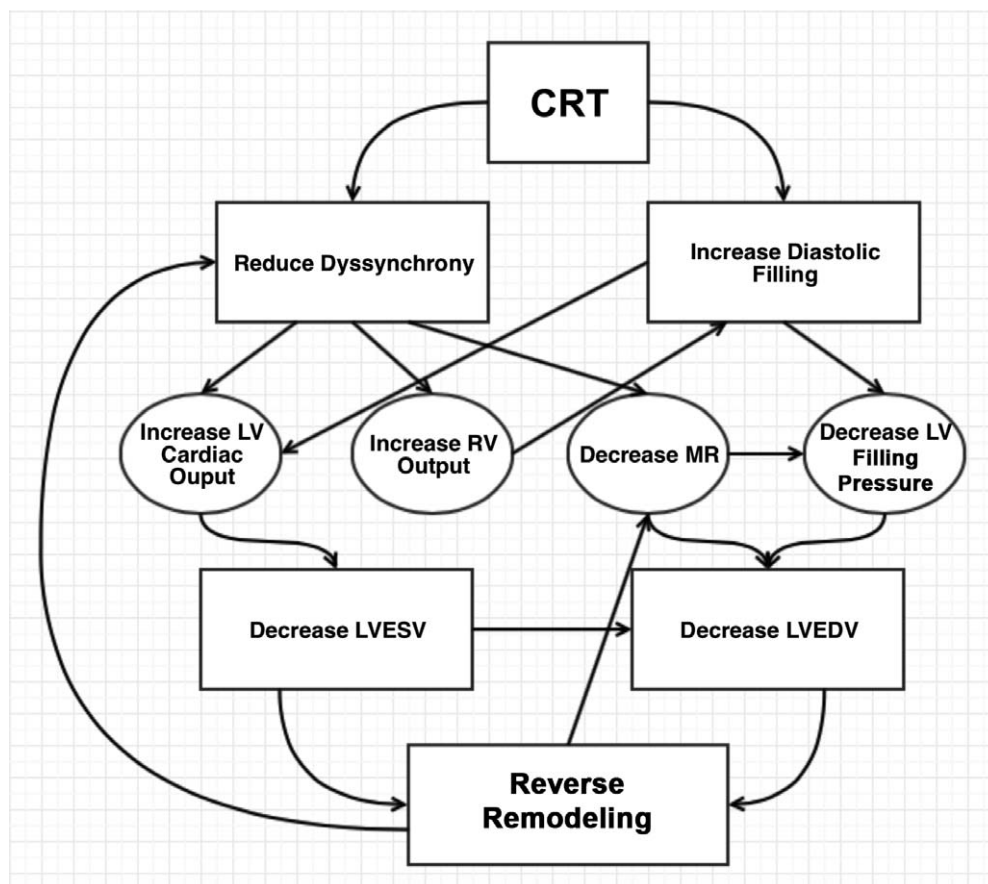 CRT
Reduce Dyssynchrony
Increase Diastolic
Filling
Increase LV
Cardiac
Ouput
Increase RV
Output
Decrease MR
Decrease LV
Filling
Pressure
Decrease LVESV
Decrease LVEDV
Reverse
Remodeling